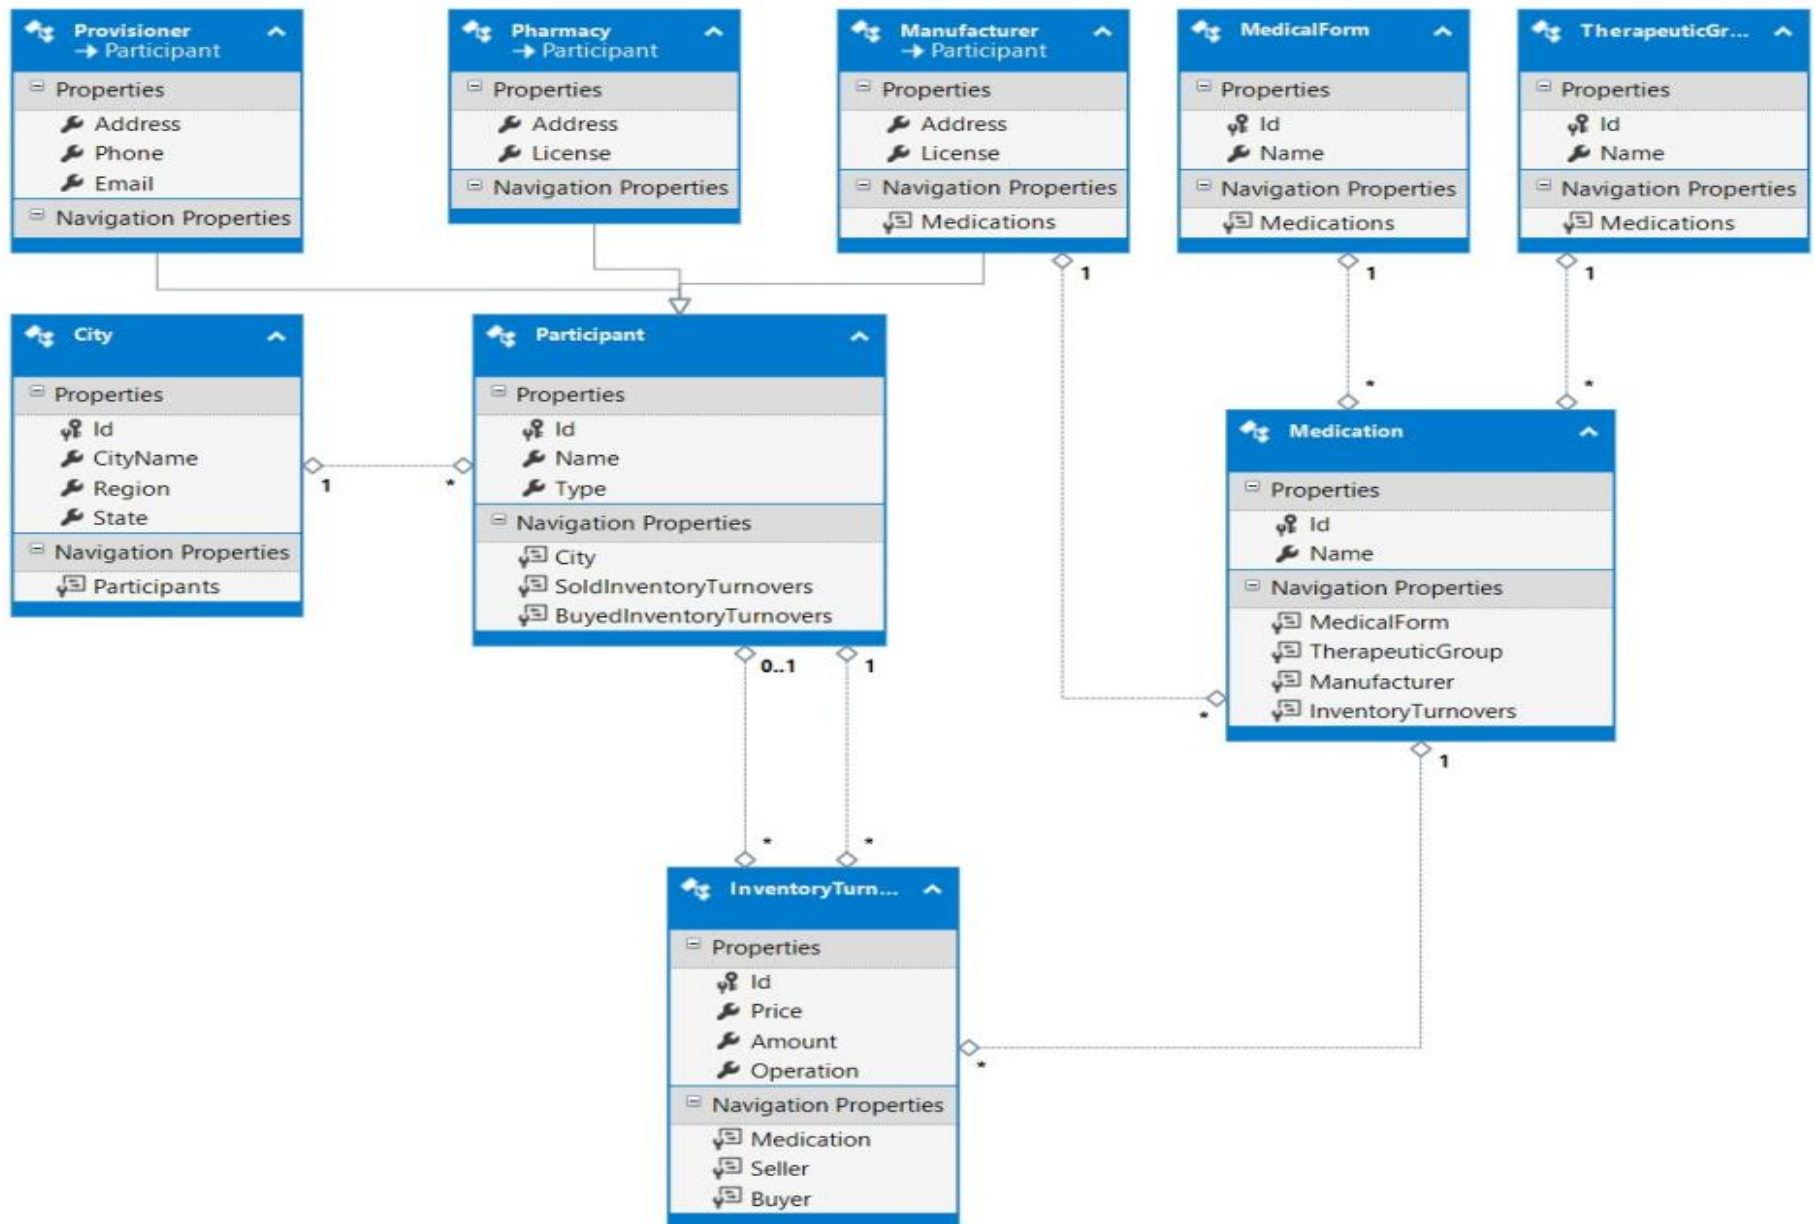 Provisioner
→ Participant
Properties
Address
Phone
Email
Navigation Properties
Pharmacy
→ Participant
Properties
Address
License
Navigation Properties
Manufacturer
→ Participant
Properties
Address
License
Navigation Properties
Medications
1
MedicalForm
Properties
Id
Name
Navigation Properties
Medications
1
TherapeuticGr...
Properties
Id
Name
Navigation Properties
Medications
1
City
Properties
Id
CityName
Region
State
Navigation Properties
Participants
1
*
Participant
Properties
Id
Name
Type
Navigation Properties
City
SoldInventoryTurnovers
BuyedInventoryTurnovers
0..1
1
*
*
*
*
*
Medication
Properties
Id
Name
Navigation Properties
MedicalForm
TherapeuticGroup
Manufacturer
InventoryTurnovers
1
InventoryTurn...
Properties
Id
Price
Amount
Operation
Navigation Properties
Medication
Seller
Buyer
*